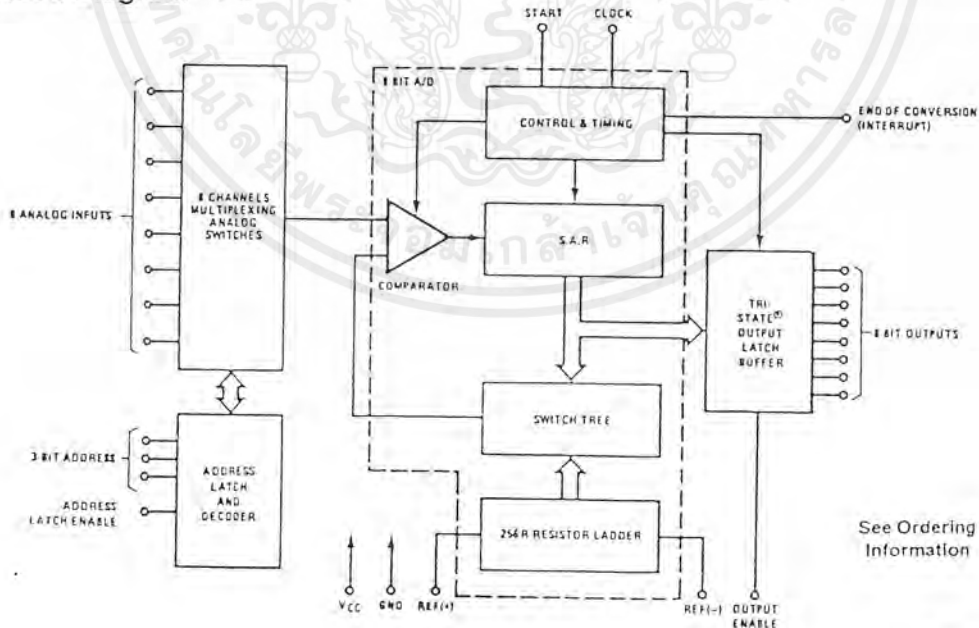 START
CLOCK
8 BIT A/D
CONTROL & TIMING
END OF CONVERSION
(INTERRUPT)
8 ANALOG INPUTS
8 CHANNELS
MULTIPLEXING
ANALOG
SWITCHES
S.A.R
COMPARATOR
TRI-
STATE®
OUTPUT
LATCH
BUFFER
8 BIT OUTPUTS
SWITCH TREE
3-BIT ADDRESS
ADDRESS
LATCH ENABLE
ADDRESS
LATCH
AND
DECODER
256R RESISTOR LADDER
See Ordering
Information
VCC
GND
REF(+)
REF(−)
OUTPUT
ENABLE